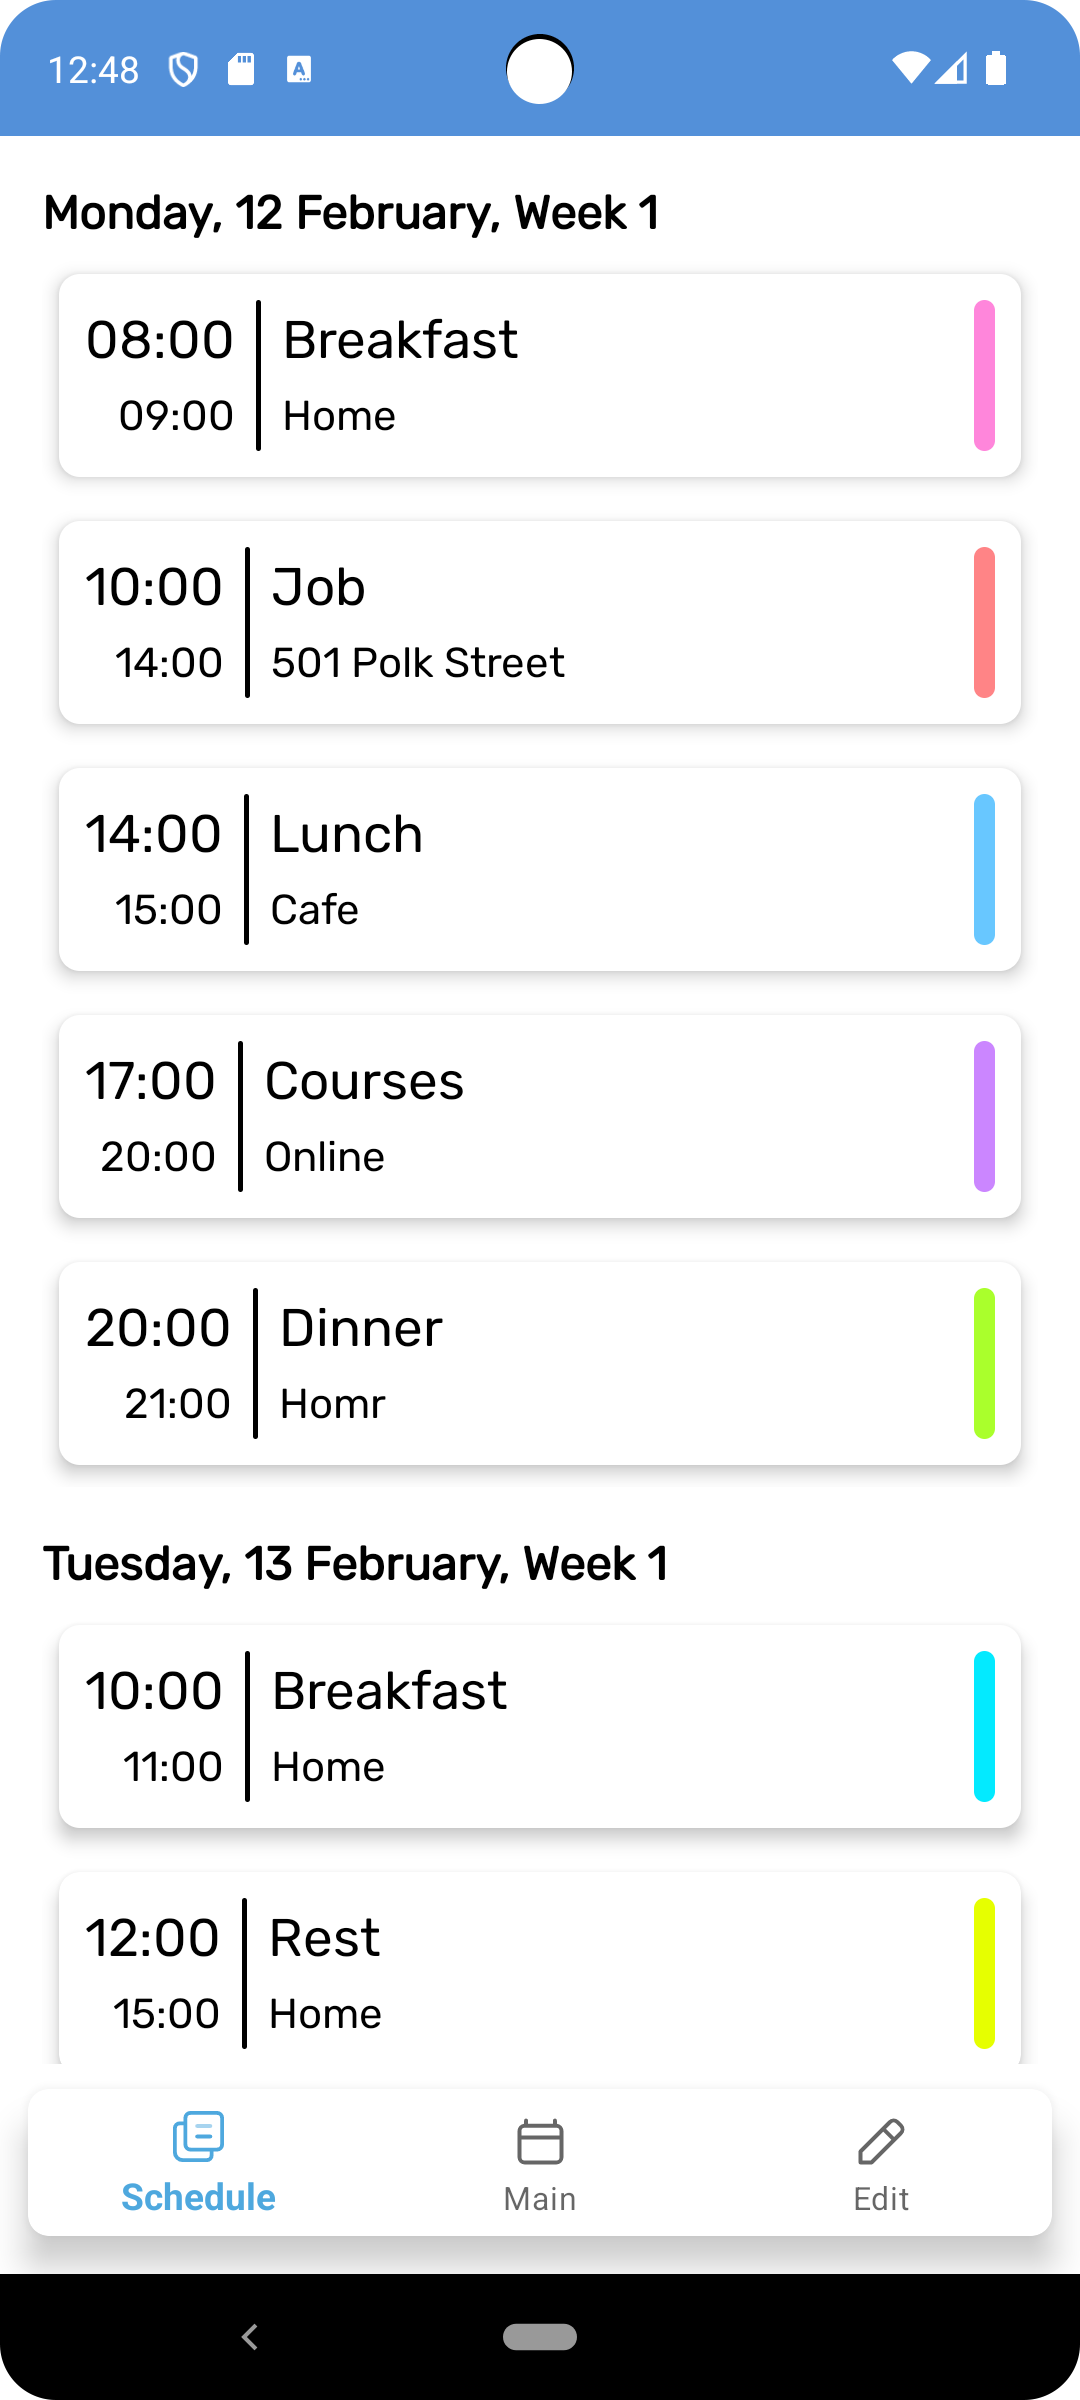 12:48
Monday, 12 February, Week 1
08:00 Breakfast
09:00 Home
10:00 Job
14:00 501 Polk Street
14:00 Lunch
15:00 Cafe
17:00 Courses
20:00 Online
20:00 Dinner
21:00 Homr
Tuesday, 13 February, Week 1
10:00 Breakfast
11:00 Home
12:00 Rest
15:00 Home
Schedule Main Edit